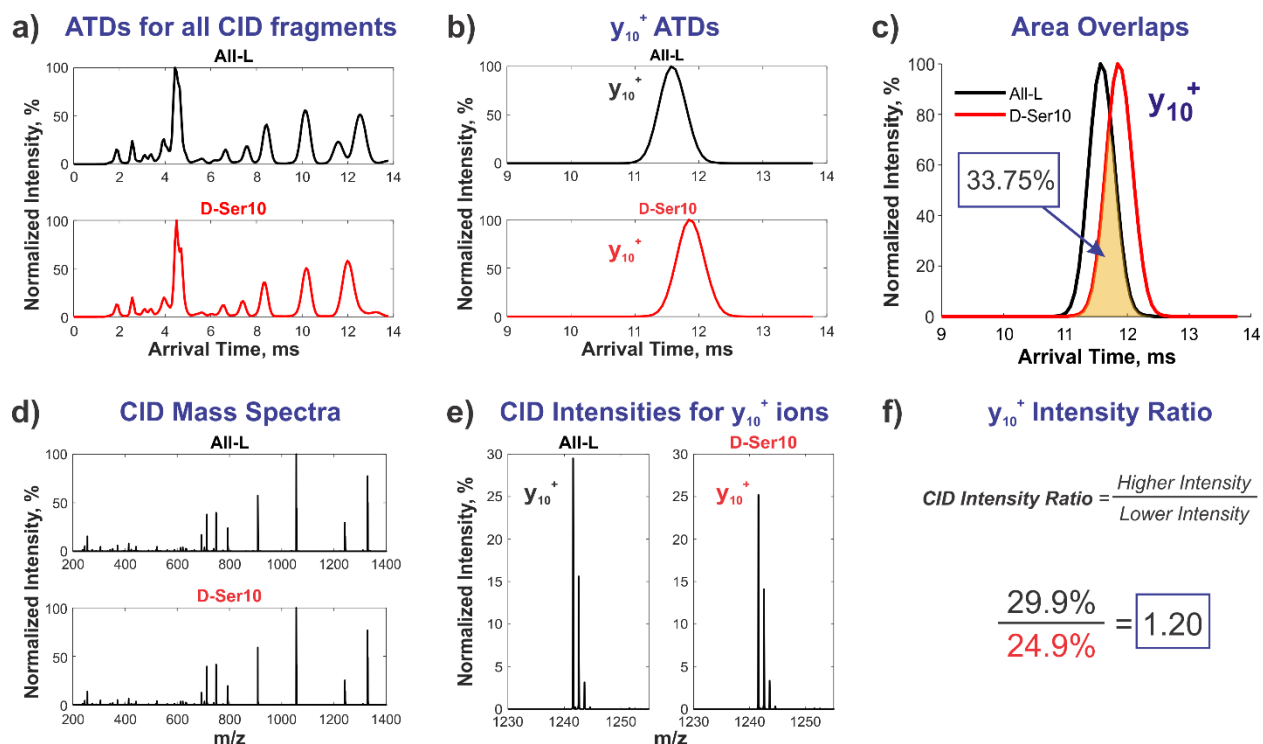 a) ATDs for all CID fragments
All-L
Normalized Intensity, %
100
50
0
0 2 4 6 8 10 12 14
D-Ser10
100
50
0
0 2 4 6 8 10 12 14
Arrival Time, ms
b) y10+ ATDs
All-L
y10+
Normalized Intensity, %
100
50
0
9 10 11 12 13 14
D-Ser10
y10+
100
50
0
9 10 11 12 13 14
Arrival Time, ms
c) Area Overlaps
Normalized Intensity, %
100
80
60
40
20
0
All-L
D-Ser10
y10+
33.75%
9 10 11 12 13 14
Arrival Time, ms
d) CID Mass Spectra
All-L
Normalized Intensity, %
100
50
0
200 400 600 800 1000 1200 1400
D-Ser10
100
50
0
200 400 600 800 1000 1200 1400
m/z
e) CID Intensities for y10+ ions
All-L
y10+
Normalized Intensity, %
30
25
20
15
10
5
0
1230 1240 1250
D-Ser10
y10+
30
25
20
15
10
5
0
1230 1240 1250
m/z
f) y10+ Intensity Ratio
CID Intensity Ratio = Higher Intensity
Lower Intensity
29.9%
24.9%
= 1.20